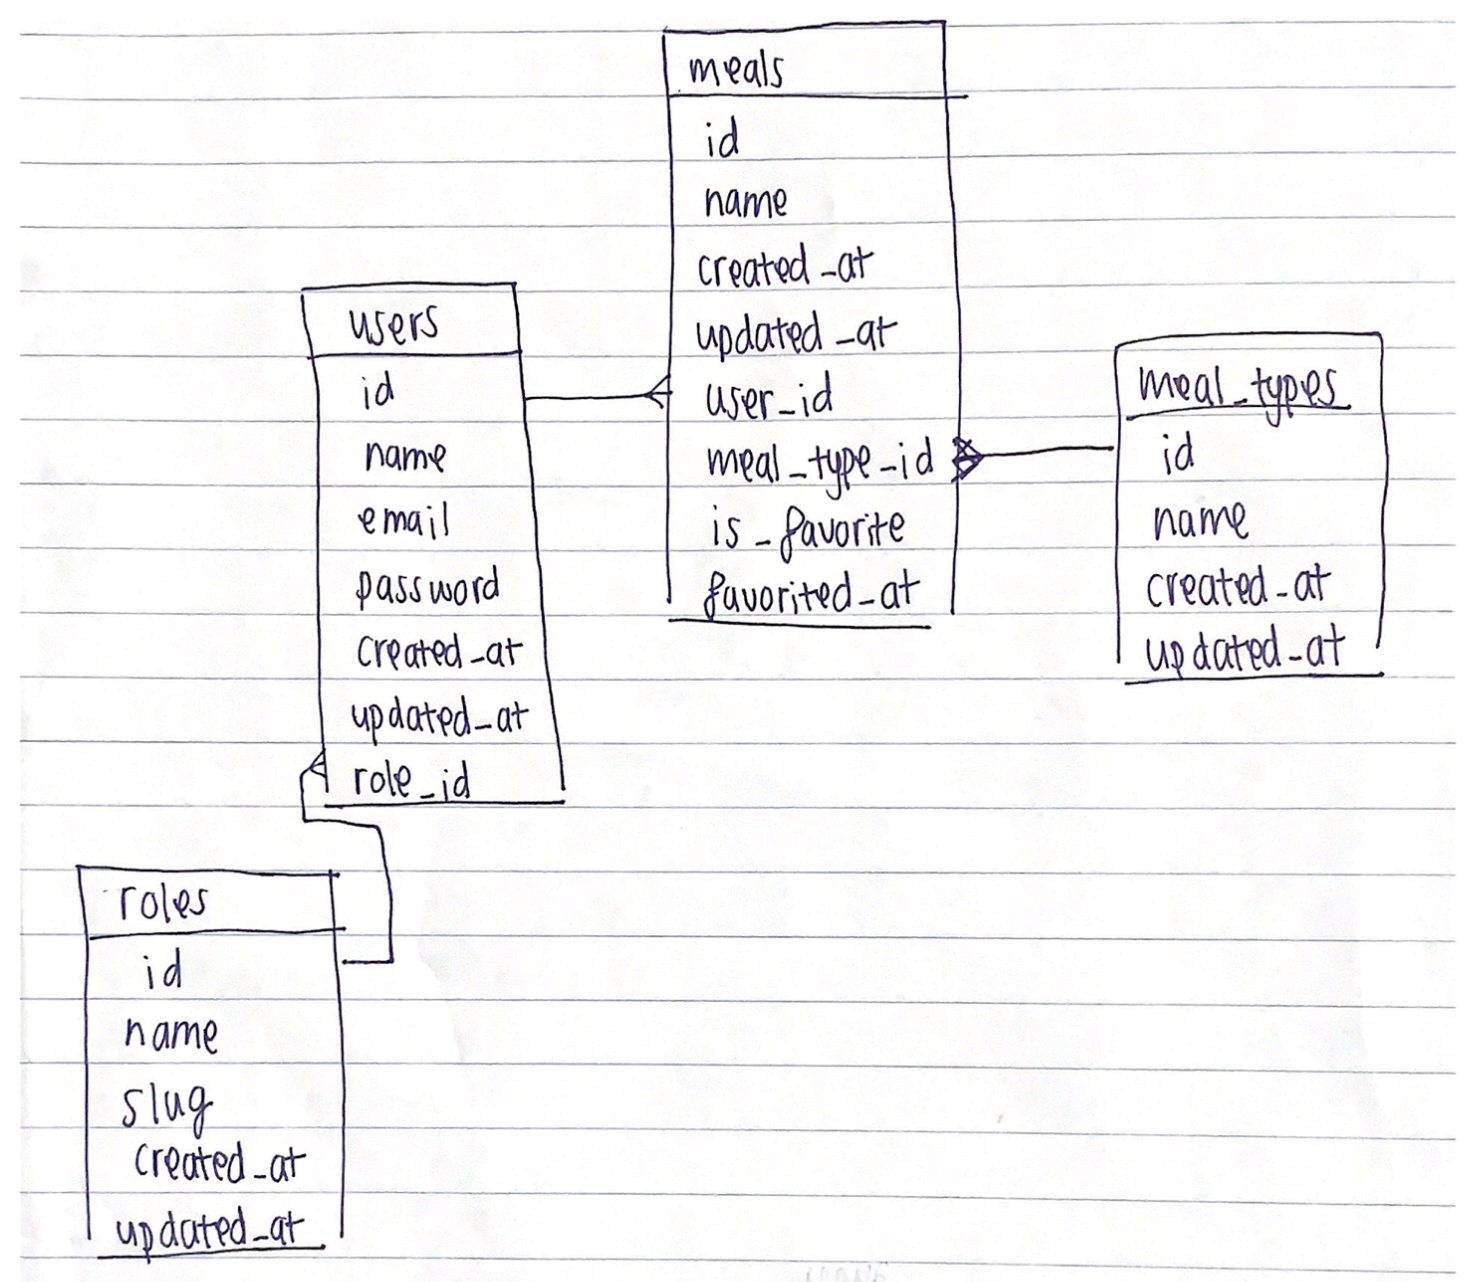 meals
id
name
created_at
updated_at
user_id
meal_type_id
is_favorite
favorited_at
users
id
name
email
password
created_at
updated_at
role_id
meal_types
id
name
created_at
updated_at
roles
id
name
slug
created_at
updated_at